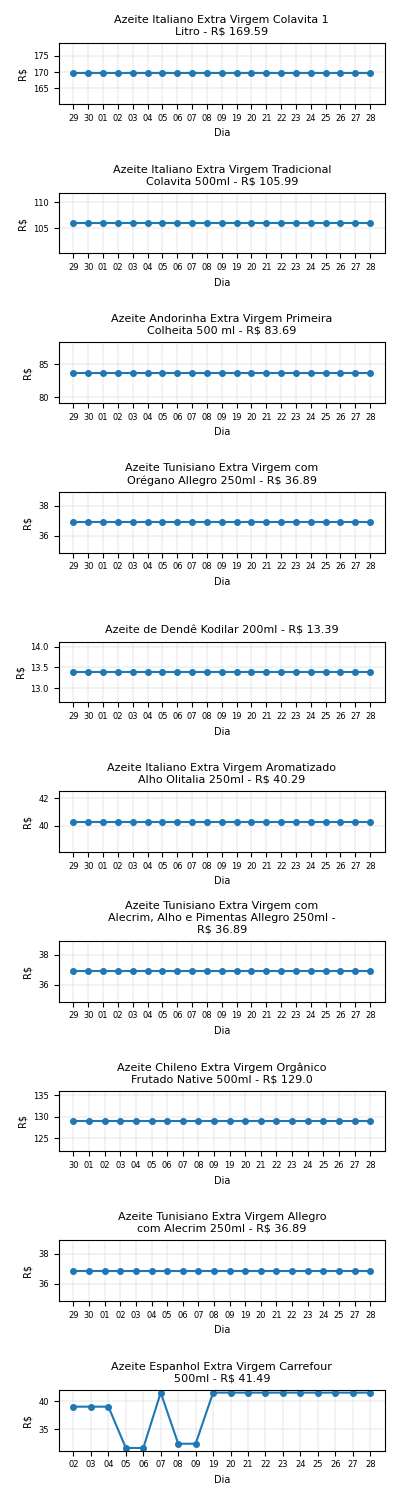 Azeite Italiano Extra Virgem Colavita 1
Litro - R$ 169.59
175
170
165
R$
29 30 01 02 03 04 05 06 07 08 09 19 20 21 22 23 24 25 26 27 28
Dia
Azeite Italiano Extra Virgem Tradicional
Colavita 500ml - R$ 105.99
110
105
R$
29 30 01 02 03 04 05 06 07 08 09 19 20 21 22 23 24 25 26 27 28
Dia
Azeite Andorinha Extra Virgem Primeira
Colheita 500 ml - R$ 83.69
85
80
R$
29 30 01 02 03 04 05 06 07 08 09 19 20 21 22 23 24 25 26 27 28
Dia
Azeite Tunisiano Extra Virgem com
Orégano Allegro 250ml - R$ 36.89
38
36
R$
29 30 01 02 03 04 05 06 07 08 09 19 20 21 22 23 24 25 26 27 28
Dia
Azeite de Dendê Kodilar 200ml - R$ 13.39
14.0
13.5
13.0
R$
29 30 01 02 03 04 05 06 07 08 09 19 20 21 22 23 24 25 26 27 28
Dia
Azeite Italiano Extra Virgem Aromatizado
Alho Olitalia 250ml - R$ 40.29
42
40
R$
29 30 01 02 03 04 05 06 07 08 09 19 20 21 22 23 24 25 26 27 28
Dia
Azeite Tunisiano Extra Virgem com
Alecrim, Alho e Pimentas Allegro 250ml -
R$ 36.89
38
36
R$
29 30 01 02 03 04 05 06 07 08 09 19 20 21 22 23 24 25 26 27 28
Dia
Azeite Chileno Extra Virgem Orgânico
Frutado Native 500ml - R$ 129.0
135
130
125
R$
30 01 02 03 04 05 06 07 08 09 19 20 21 22 23 24 25 26 27 28
Dia
Azeite Tunisiano Extra Virgem Allegro
com Alecrim 250ml - R$ 36.89
38
36
R$
29 30 01 02 03 04 05 07 08 09 19 20 21 22 23 24 25 26 27 28
Dia
Azeite Espanhol Extra Virgem Carrefour
500ml - R$ 41.49
40
35
R$
02 03 04 05 06 07 08 09 19 20 21 22 23 24 25 26 27 28
Dia